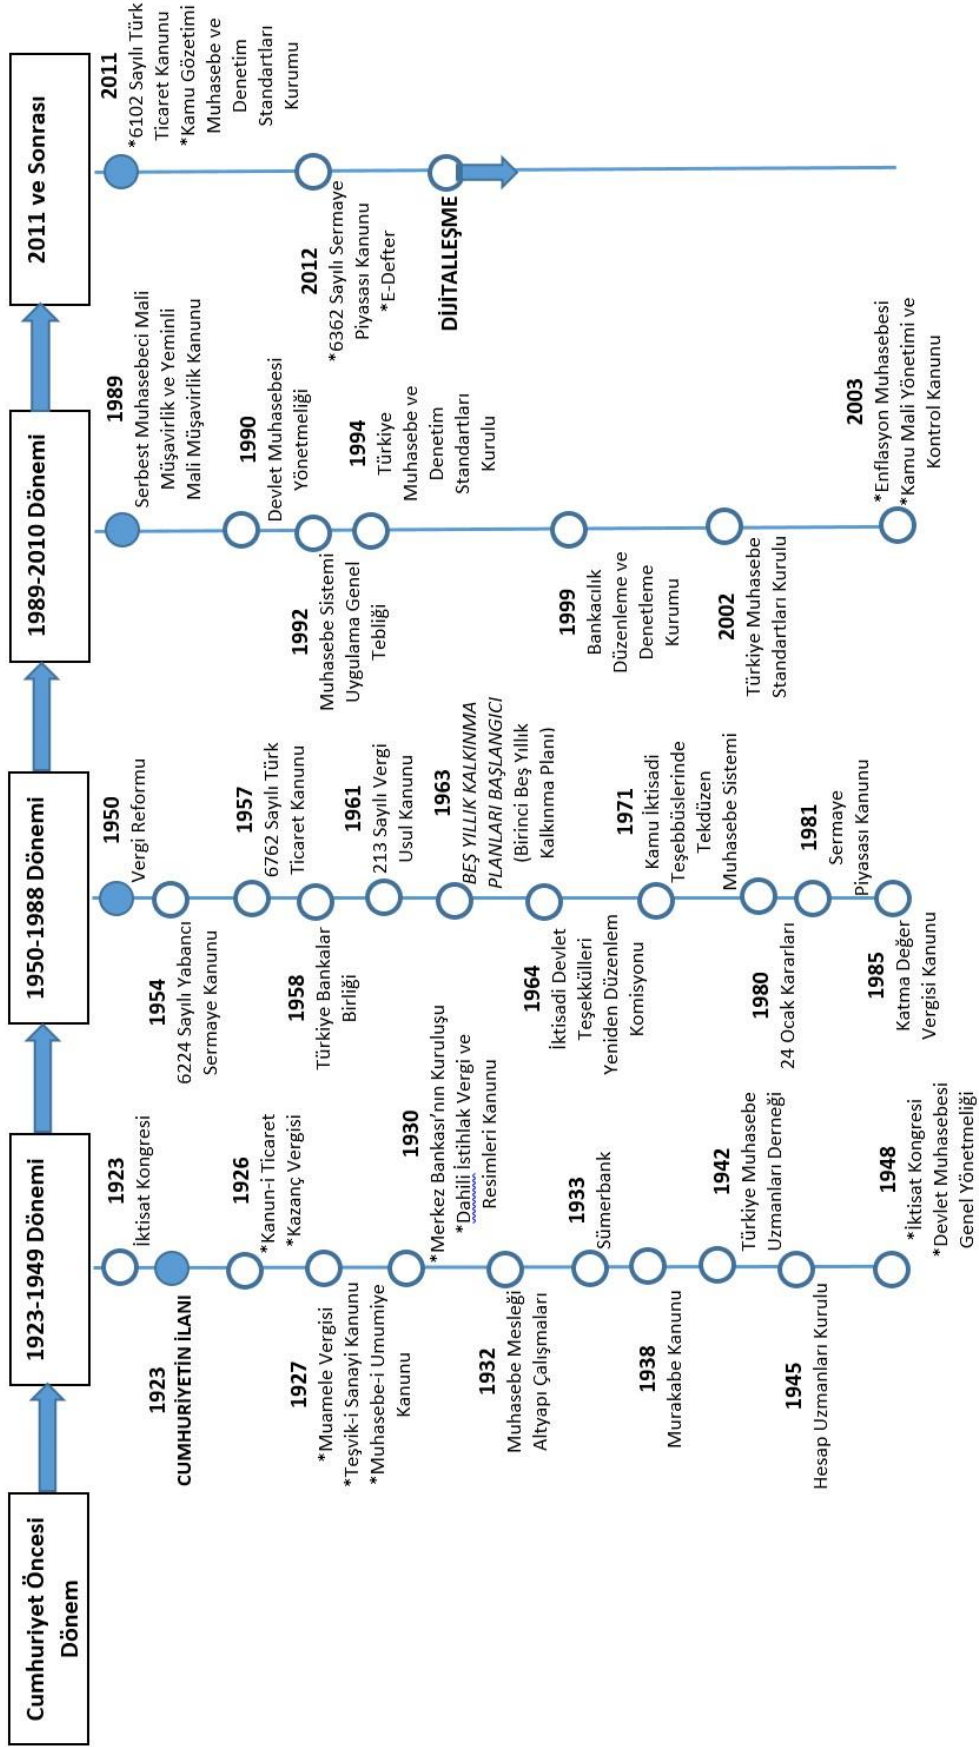 Cumhuriyet Öncesi
Dönem
1923-1949 Dönemi
1923
İktisat Kongresi
1923
CUMHURİYETİN İLANI
1926
*Kanun-i Ticaret
*Kazanç Vergisi
1927
*Muamele Vergisi
*Teşvik-i Sanayi Kanunu
*Muhasebe-i Umumiye
Kanunu
1930
*Merkez Bankası'nın Kuruluşu
*Dahili İstihlak Vergi ve
Resimleri Kanunu
1932
Muhasebe Mesleği
Altyapı Çalışmaları
1933
Sümerbank
1938
Murakabe Kanunu
1942
Türkiye Muhasebe
Uzmanları Derneği
1945
Hesap Uzmanları Kurulu
1948
*İktisat Kongresi
*Devlet Muhasebesi
Genel Yönetmeliği
1950-1988 Dönemi
1950
Vergi Reformu
1954
6224 Sayılı Yabancı
Sermaye Kanunu
1957
6762 Sayılı Türk
Ticaret Kanunu
1958
Türkiye Bankalar
Birliği
1961
213 Sayılı Vergi
Usul Kanunu
1963
BEŞ YILLIK KALKINMA
PLANLARI BAŞLANGICI
(Birinci Beş Yıllık
Kalkınma Planı)
1964
İktisadi Devlet
Teşekkülleri
Yeniden Düzenlem
Komisyonu
1971
Kamu İktisadi
Teşebbüslerinde
Tekdüzen
Muhasebe Sistemi
1980
24 Ocak Kararları
1981
Sermaye
Piyasası Kanunu
1985
Katma Değer
Vergisi Kanunu
1989-2010 Dönemi
1989
Serbest Muhasebeci Mali
Müşavirlik ve Yeminli
Mali Müşavirlik Kanunu
1990
Devlet Muhasebesi
Yönetmeliği
1992
Muhasebe Sistemi
Uygulama Genel
Tebliği
1994
Türkiye
Muhasebe ve
Denetim
Standartları
Kurulu
1999
Bankacılık
Düzenleme ve
Denetleme
Kurumu
2002
Türkiye Muhasebe
Standartları Kurulu
2003
*Enflasyon Muhasebesi
*Kamu Mali Yönetimi ve
Kontrol Kanunu
2011 ve Sonrası
2011
*6102 Sayılı Türk
Ticaret Kanunu
*Kamu Gözetimi
Muhasebe ve
Denetim
Standartları
Kurumu
2012
*6362 Sayılı Sermaye
Piyasası Kanunu
*E-Defter
DİJİTALLEŞME